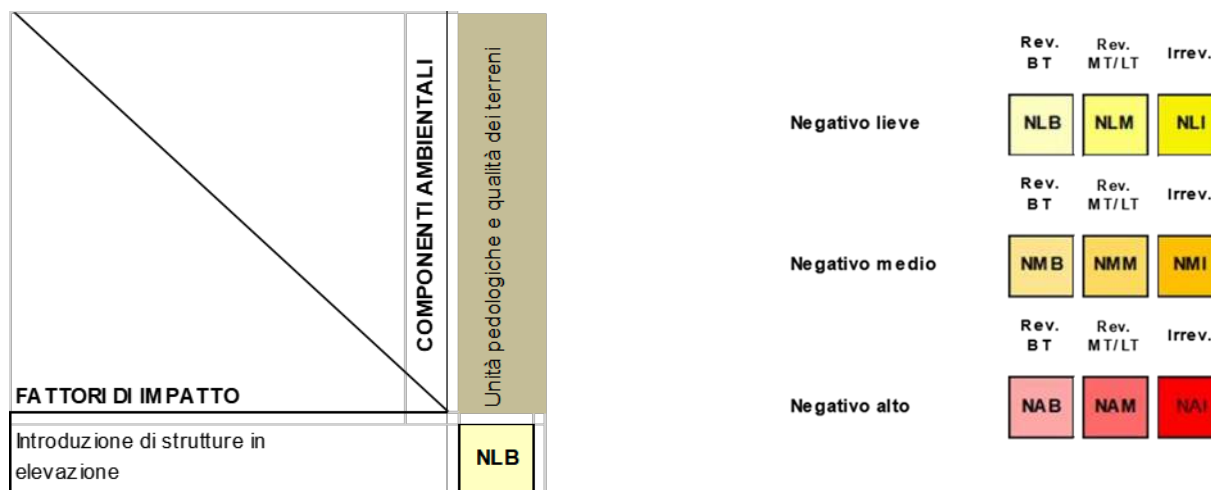 COMPONENTI AMBIENTALI
Unità pedologiche e qualità dei terreni
FATTORI DI IMPATTO
Introduzione di strutture in
elevazione
NLB
Rev. Rev. Irrev.
BT MT/LT
Negativo lieve NLB NLM NLI
Rev. Rev. Irrev.
BT MT/LT
Negativo medio NMB NMM NMI
Rev. Rev. Irrev.
BT MT/LT
Negativo alto NAB NAM NAI